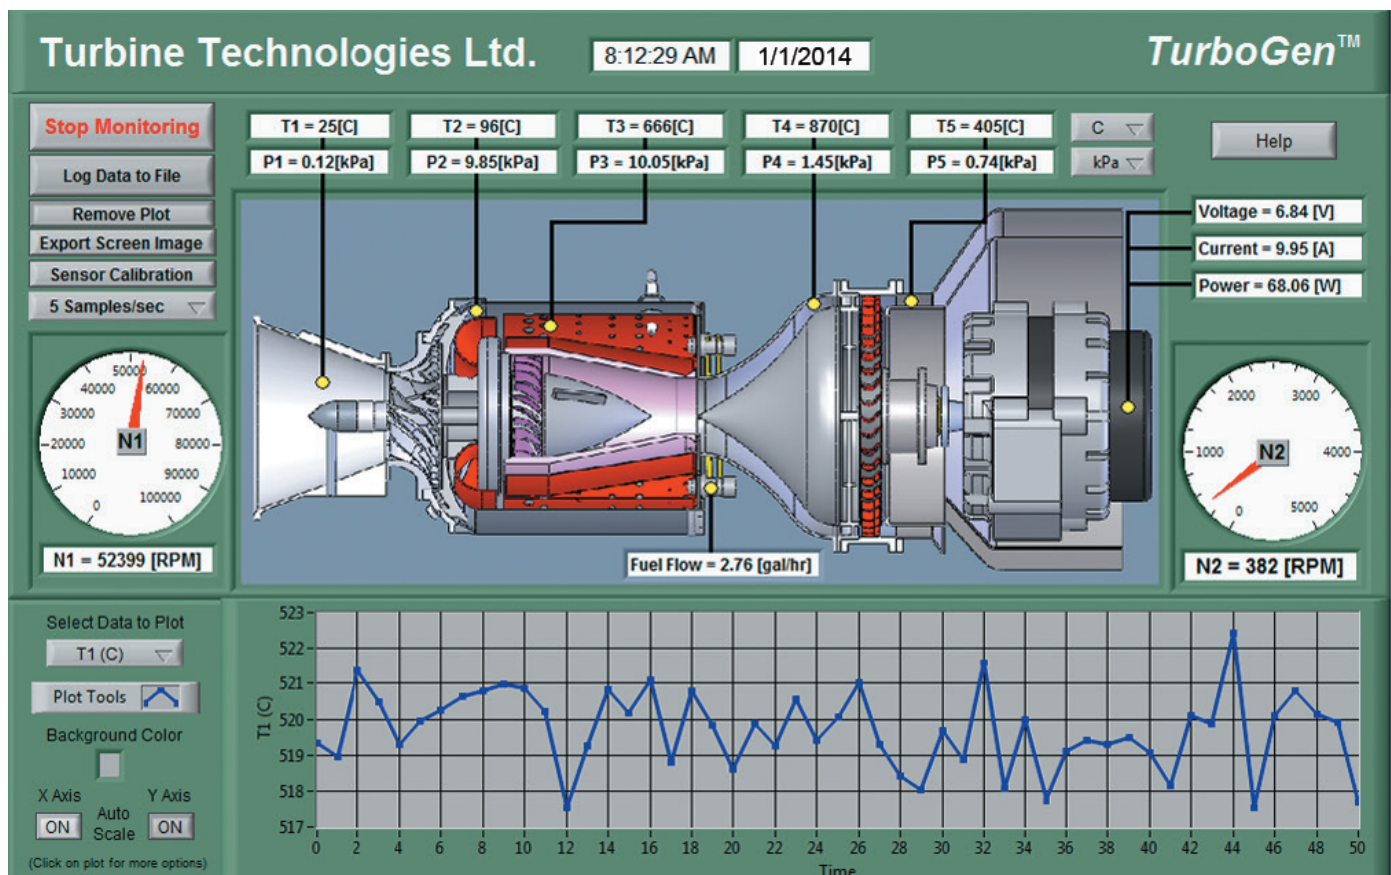 Turbine Technologies Ltd.
8:12:29 AM
1/1/2014
TurboGen™
Stop Monitoring
Log Data to File
Remove Plot
Export Screen Image
Sensor Calibration
5 Samples/sec
T1 = 25[C]
T2 = 96[C]
T3 = 666[C]
T4 = 870[C]
T5 = 405[C]
C
P1 = 0.12[kPa]
P2 = 9.85[kPa]
P3 = 10.05[kPa]
P4 = 1.45[kPa]
P5 = 0.74[kPa]
kPa
Help
Voltage = 6.84 [V]
Current = 9.95 [A]
Power = 68.06 [W]
0
10000
20000
30000
40000
50000
60000
70000
80000
90000
100000
N1
N1 = 52399 [RPM]
Fuel Flow = 2.76 [gal/hr]
0
1000
2000
3000
4000
5000
N2
N2 = 382 [RPM]
Select Data to Plot
T1 (C)
Plot Tools
Background Color
X Axis
Y Axis
ON
Auto
Scale
ON
(Click on plot for more options)
T1 (C)
523
522
521
520
519
518
517
0 2 4 6 8 10 12 14 16 18 20 22 24 26 28 30 32 34 36 38 40 42 44 46 48 50
Time